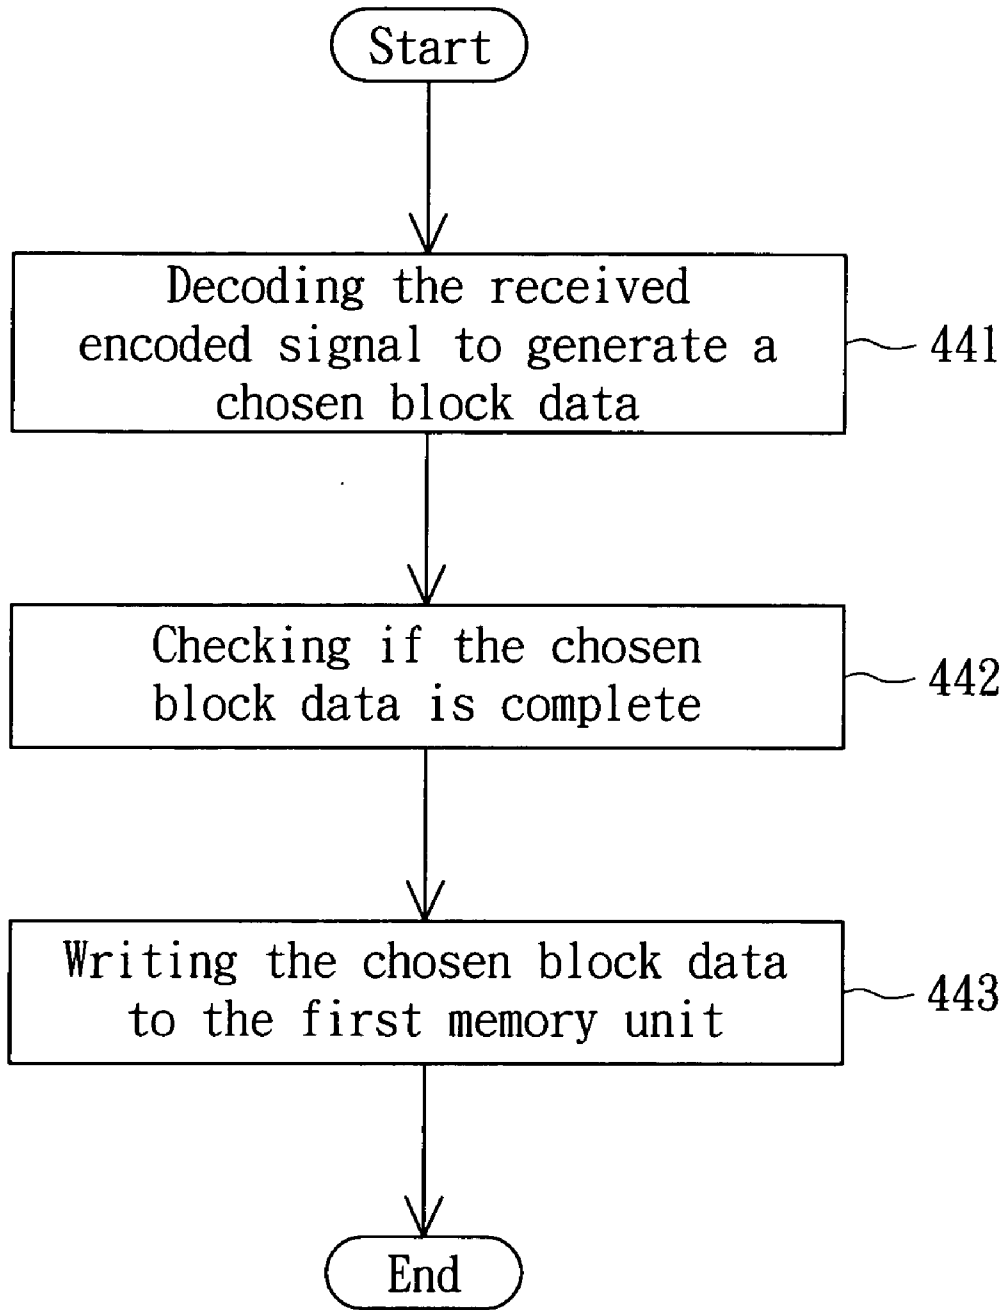 Start
Decoding the received
encoded signal to generate a
chosen block data
441
Checking if the chosen
block data is complete
442
Writing the chosen block data
to the first memory unit
443
End